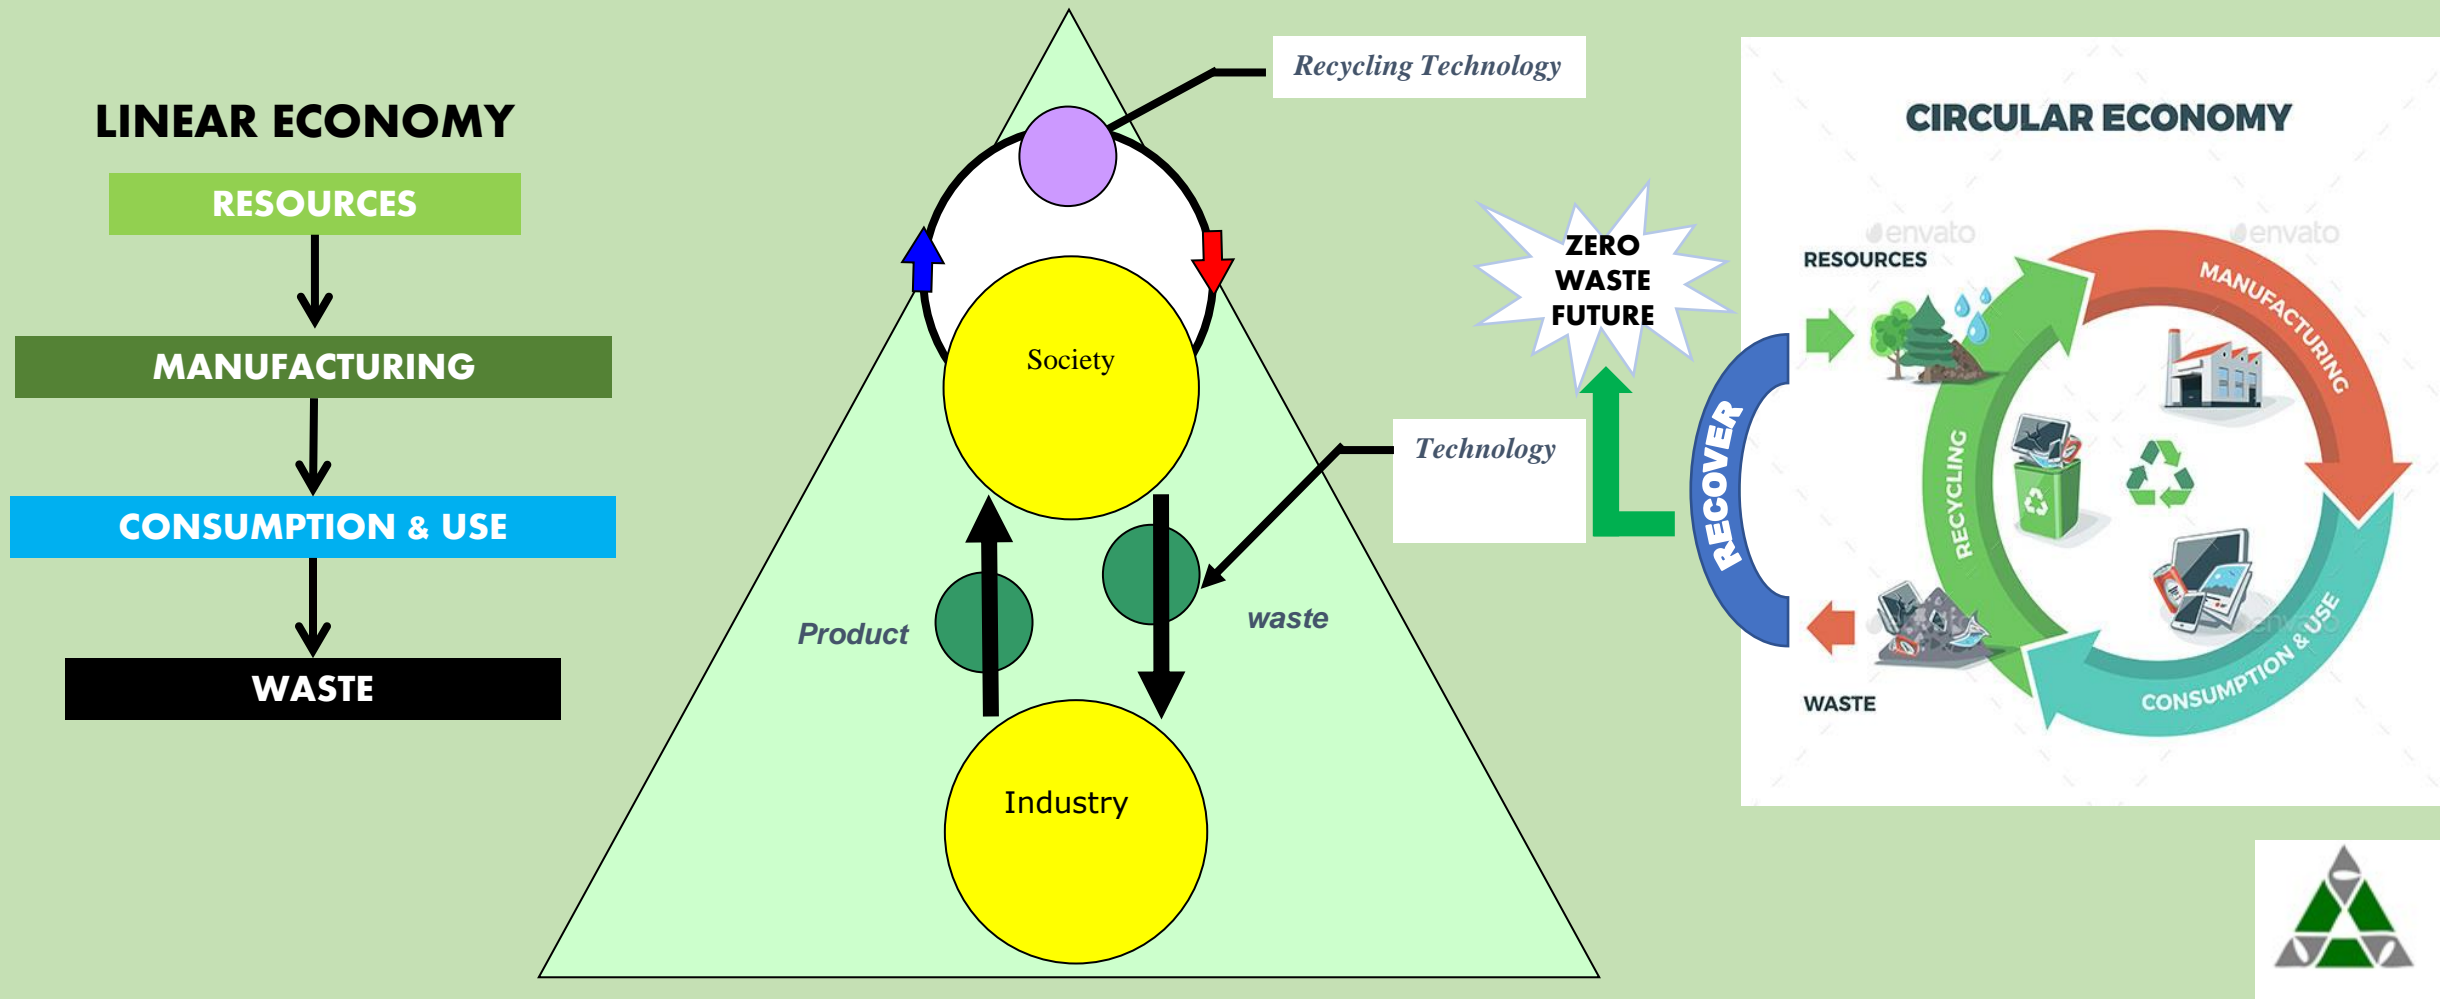 LINEAR ECONOMY
RESOURCES
MANUFACTURING
CONSUMPTION & USE
WASTE
Recycling Technology
Society
Technology
Product
waste
Industry
ZERO
WASTE
FUTURE
RECOVER
CIRCULAR ECONOMY
envato
envato
RESOURCES
MANUFACTURING
RECYCLING
CONSUMPTION & USE
envato
WASTE